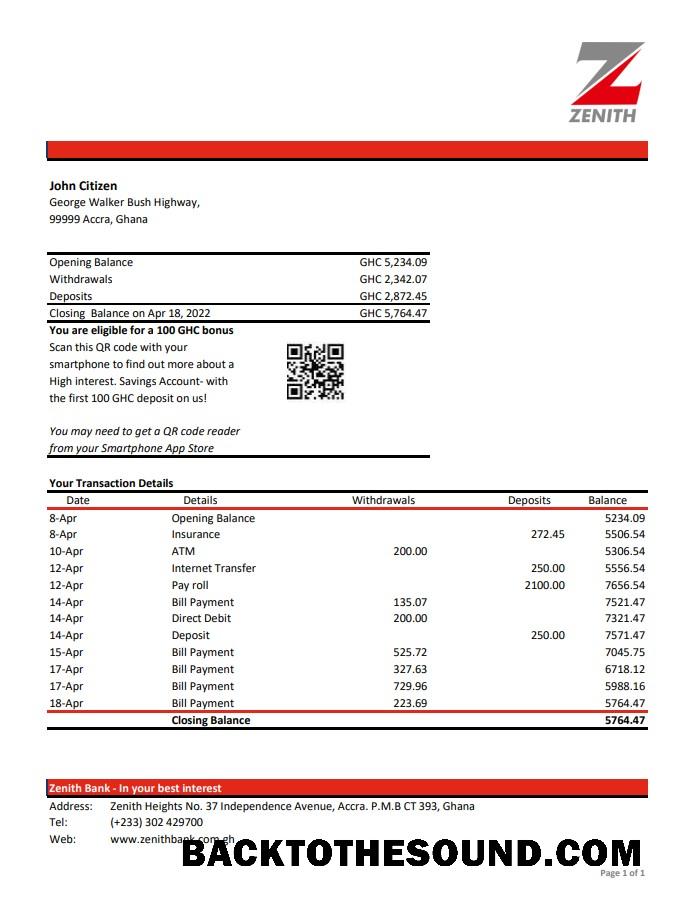 ZENITH
John Citizen
George Walker Bush Highway,
99999 Accra, Ghana
Opening Balance GHC 5,234.09
Withdrawals GHC 2,342.07
Deposits GHC 2,872.45
Closing Balance on Apr 18, 2022 GHC 5,764.47
You are eligible for a 100 GHC bonus
Scan this QR code with your
smartphone to find out more about a
High interest. Savings Account- with
the first 100 GHC deposit on us!
You may need to get a QR code reader
from your Smartphone App Store
Your Transaction Details
Date Details Withdrawals Deposits Balance
8-Apr Opening Balance 5234.09
8-Apr Insurance 272.45 5506.54
10-Apr ATM 200.00 5306.54
12-Apr Internet Transfer 250.00 5556.54
12-Apr Pay roll 2100.00 7656.54
14-Apr Bill Payment 135.07 7521.47
14-Apr Direct Debit 200.00 7321.47
14-Apr Deposit 250.00 7571.47
15-Apr Bill Payment 525.72 7045.75
17-Apr Bill Payment 327.63 6718.12
17-Apr Bill Payment 729.96 5988.16
18-Apr Bill Payment 223.69 5764.47
Closing Balance 5764.47
Zenith Bank - In your best interest
Address: Zenith Heights No. 37 Independence Avenue, Accra. P.M.B CT 393, Ghana
Tel: (+233) 302 429700
Web: www.zenithbank.com.gh
BACKTOTHESOUND.COM
Page 1 of 1